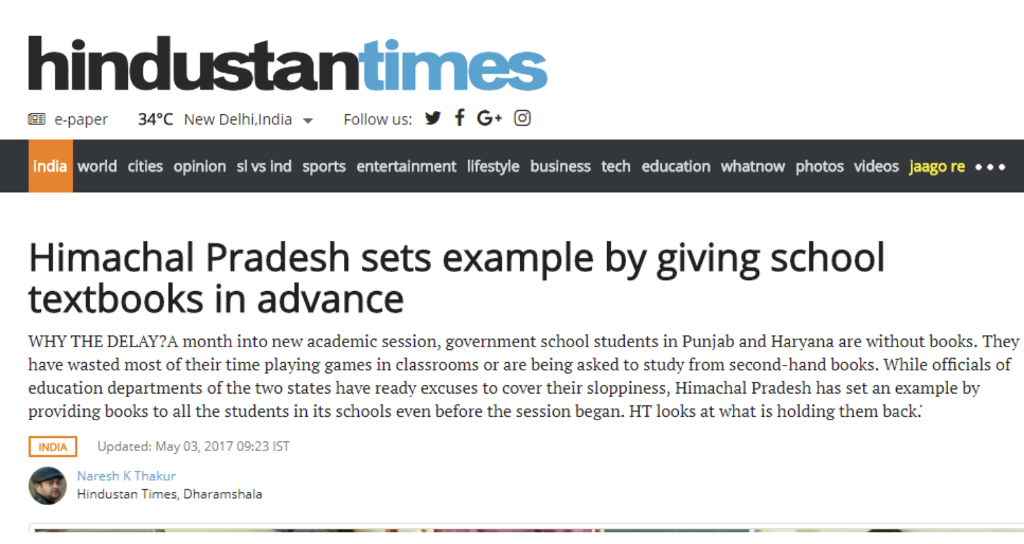 hindustantimes
e-paper 34°C New Delhi,India Follow us:
india world cities opinion sl vs ind sports entertainment lifestyle business tech education whatnow photos videos jaago re
Himachal Pradesh sets example by giving school
textbooks in advance
WHY THE DELAY?A month into new academic session, government school students in Punjab and Haryana are without books. They
have wasted most of their time playing games in classrooms or are being asked to study from second-hand books. While officials of
education departments of the two states have ready excuses to cover their sloppiness, Himachal Pradesh has set an example by
providing books to all the students in its schools even before the session began. HT looks at what is holding them back.'
INDIA Updated: May 03, 2017 09:23 IST
Naresh K Thakur
Hindustan Times, Dharamshala